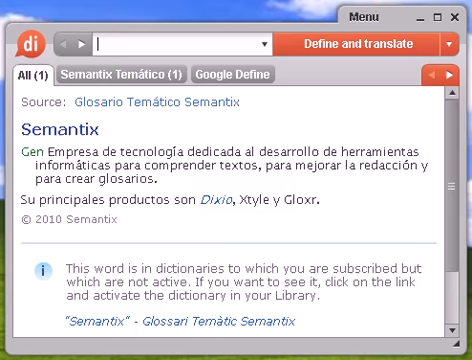 Menu
di
Define and translate
All (1)
Semantix Temático (1)
Google Define
Source: Glosario Temático Semantix
Semantix
Gen Empresa de tecnología dedicada al desarrollo de herramientas
informáticas para comprender textos, para mejorar la redacción y
para crear glosarios.
Su principales productos son Dixio, Xtyle y Gloxr.
© 2010 Semantix
i
This word is in dictionaries to which you are subscribed but
which are not active. If you want to see it, click on the link
and activate the dictionary in your Library.
"Semantix" - Glossari Temàtic Semantix